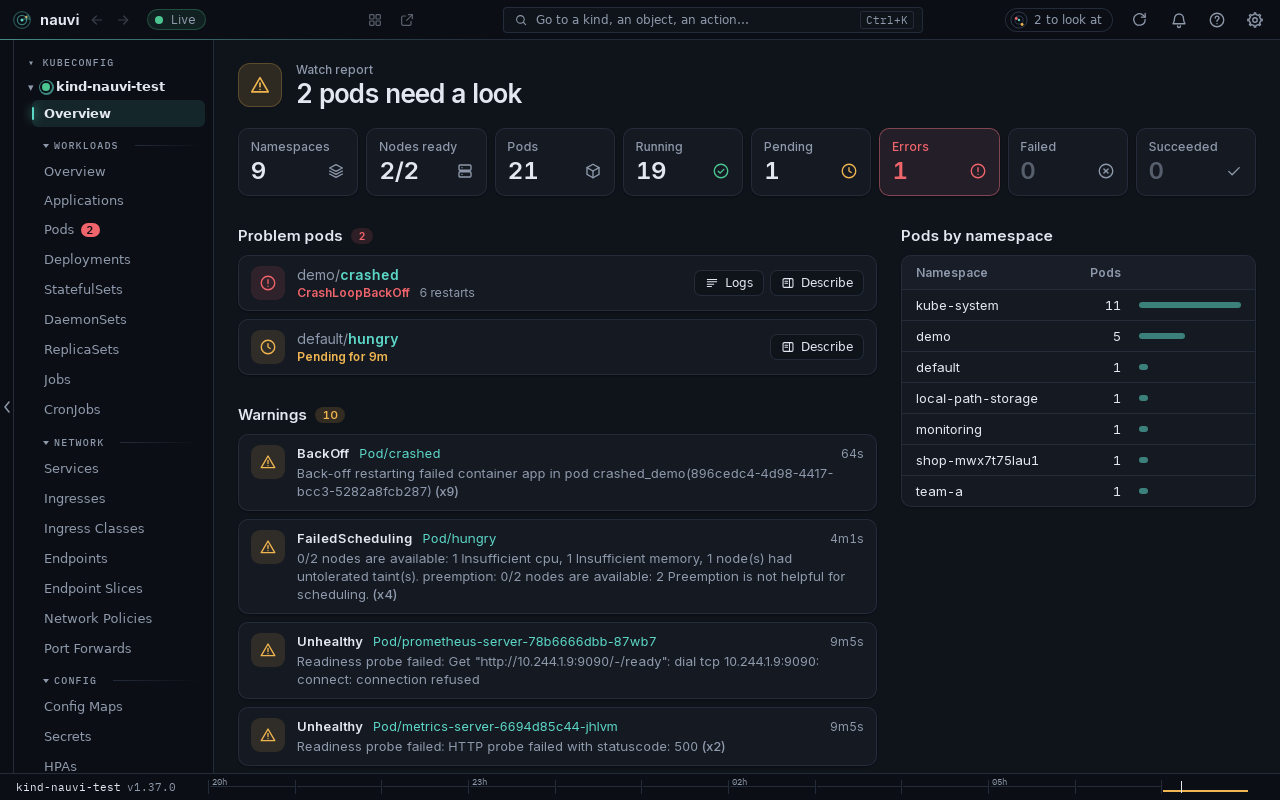 nauvi
Live
Go to a kind, an object, an action...
Ctrl+K
2 to look at
KUBECONFIG
kind-nauvi-test
Overview
WORKLOADS
Overview
Applications
Pods 2
Deployments
StatefulSets
DaemonSets
ReplicaSets
Jobs
CronJobs
NETWORK
Services
Ingresses
Ingress Classes
Endpoints
Endpoint Slices
Network Policies
Port Forwards
CONFIG
Config Maps
Secrets
HPAs
Watch report
2 pods need a look
Namespaces
9
Nodes ready
2/2
Pods
21
Running
19
Pending
1
Errors
1
Failed
0
Succeeded
0
Problem pods 2
demo/crashed
CrashLoopBackOff 6 restarts
Logs
Describe
default/hungry
Pending for 9m
Describe
Warnings 10
BackOff Pod/crashed 64s
Back-off restarting failed container app in pod crashed_demo(896cedc4-4d98-4417-
bcc3-5282a8fcb287) (x9)
FailedScheduling Pod/hungry 4m1s
0/2 nodes are available: 1 Insufficient cpu, 1 Insufficient memory, 1 node(s) had
untolerated taint(s). preemption: 0/2 nodes are available: 2 Preemption is not helpful for
scheduling. (x4)
Unhealthy Pod/prometheus-server-78b6666dbb-87wb7 9m5s
Readiness probe failed: Get "http://10.244.1.9:9090/-/ready": dial tcp 10.244.1.9:9090:
connect: connection refused
Unhealthy Pod/metrics-server-6694d85c44-jhlvm 9m5s
Readiness probe failed: HTTP probe failed with statuscode: 500 (x2)
Pods by namespace
Namespace Pods
kube-system 11
demo 5
default 1
local-path-storage 1
monitoring 1
shop-mwx7t75lau1 1
team-a 1
kind-nauvi-test v1.37.0
20h
23h
02h
05h